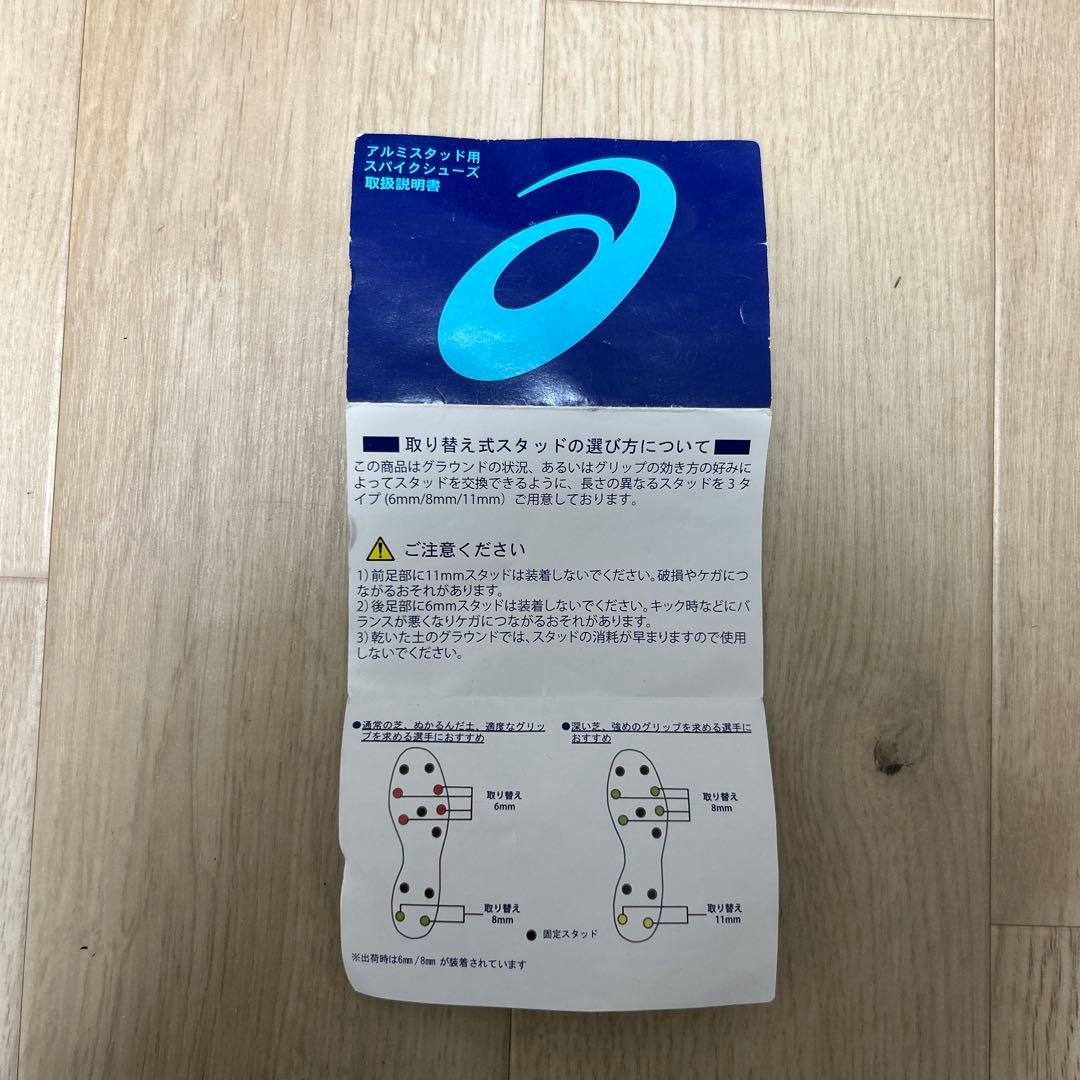 アルミスタッド用
スパイクシューズ
取扱説明書
取り替え式スタッドの選び方について
この商品はグラウンドの状況、あるいはグリップの効き方の好みに
よってスタッドを交換できるように、長さの異なるスタッドを3タ
イプ(6mm/8mm/11mm）ご用意しております。
ご注意ください
1）前足部に11mmスタッドは装着しないでください。破損やケガにつ
ながるおそれがあります。
2）後足部に6mmスタッドは装着しないでください。キック時などにバ
ランスが悪くなりケガにつながるおそれがあります。
3）乾いた土のグラウンドでは、スタッドの消耗が早まりますので使用
しないでください。
●通常の芝、ぬかるんだ土、適度なグリッ
プを求める選手におすすめ
取り替え
6mm
取り替え
8mm
●深い芝、強めのグリップを求める選手に
おすすめ
取り替え
8mm
取り替え
11mm
固定スタッド
※出荷時は6mm/8mm が装着されています